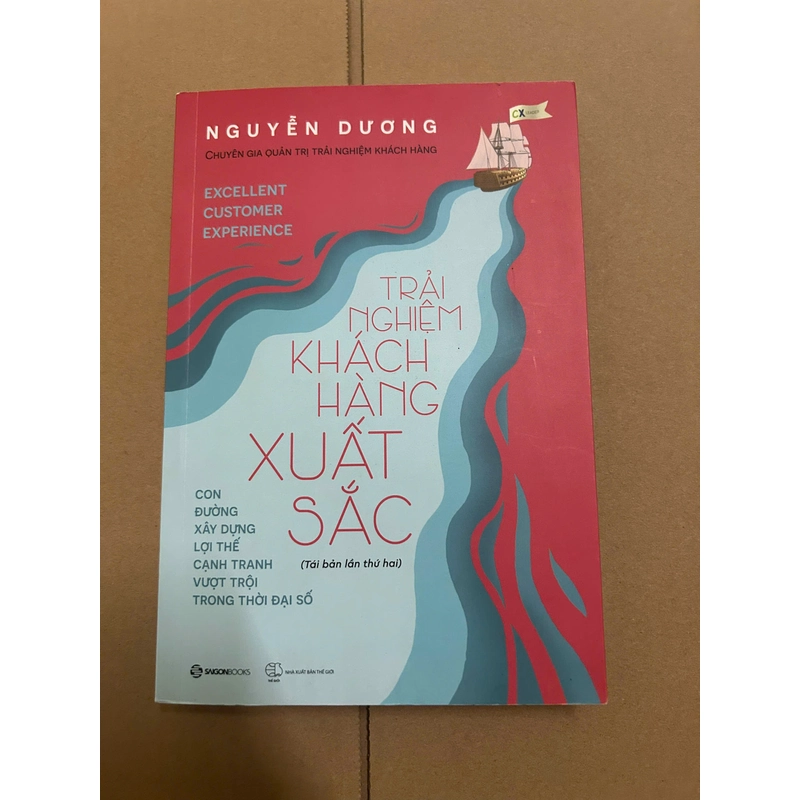 NGUYỄN DƯƠNG
CHUYÊN GIA QUẢN TRỊ TRẢI NGHIỆM KHÁCH HÀNG
CX
EXCELLENT
CUSTOMER
EXPERIENCE
TRẢI
NGHIỆM
KHÁCH
HÀNG
XUẤT
SẮC
(Tái bản lần thứ hai)
CON
ĐƯỜNG
XÂY DỰNG
LỢI THẾ
CẠNH TRANH
VƯỢT TRỘI
TRONG THỜI ĐẠI SỐ
SAIGONBOOKS
THẾ GIỚI
NHÀ XUẤT BẢN THẾ GIỚI